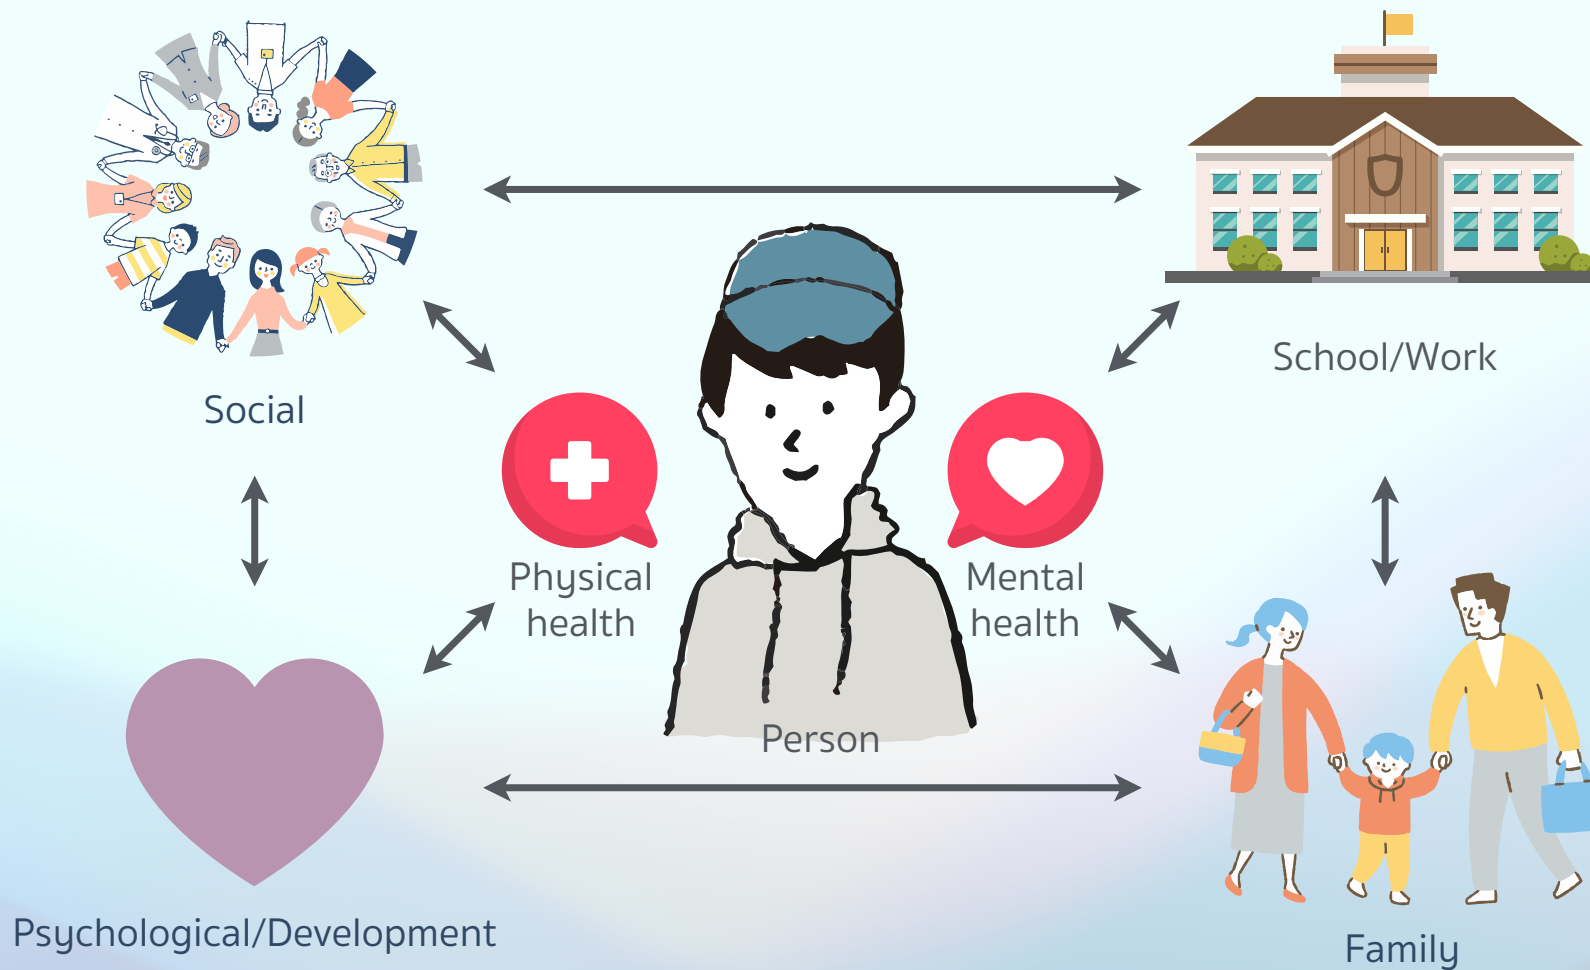 School/Work
Social
Physical
health
Mental
health
Person
Psychological/Development
Family